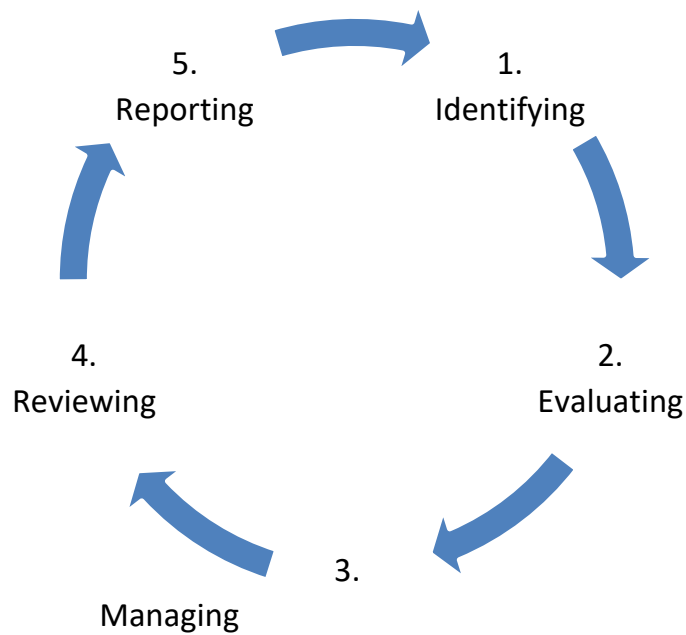 1.
Identifying
2.
Evaluating
3.
Managing
4.
Reviewing
5.
Reporting